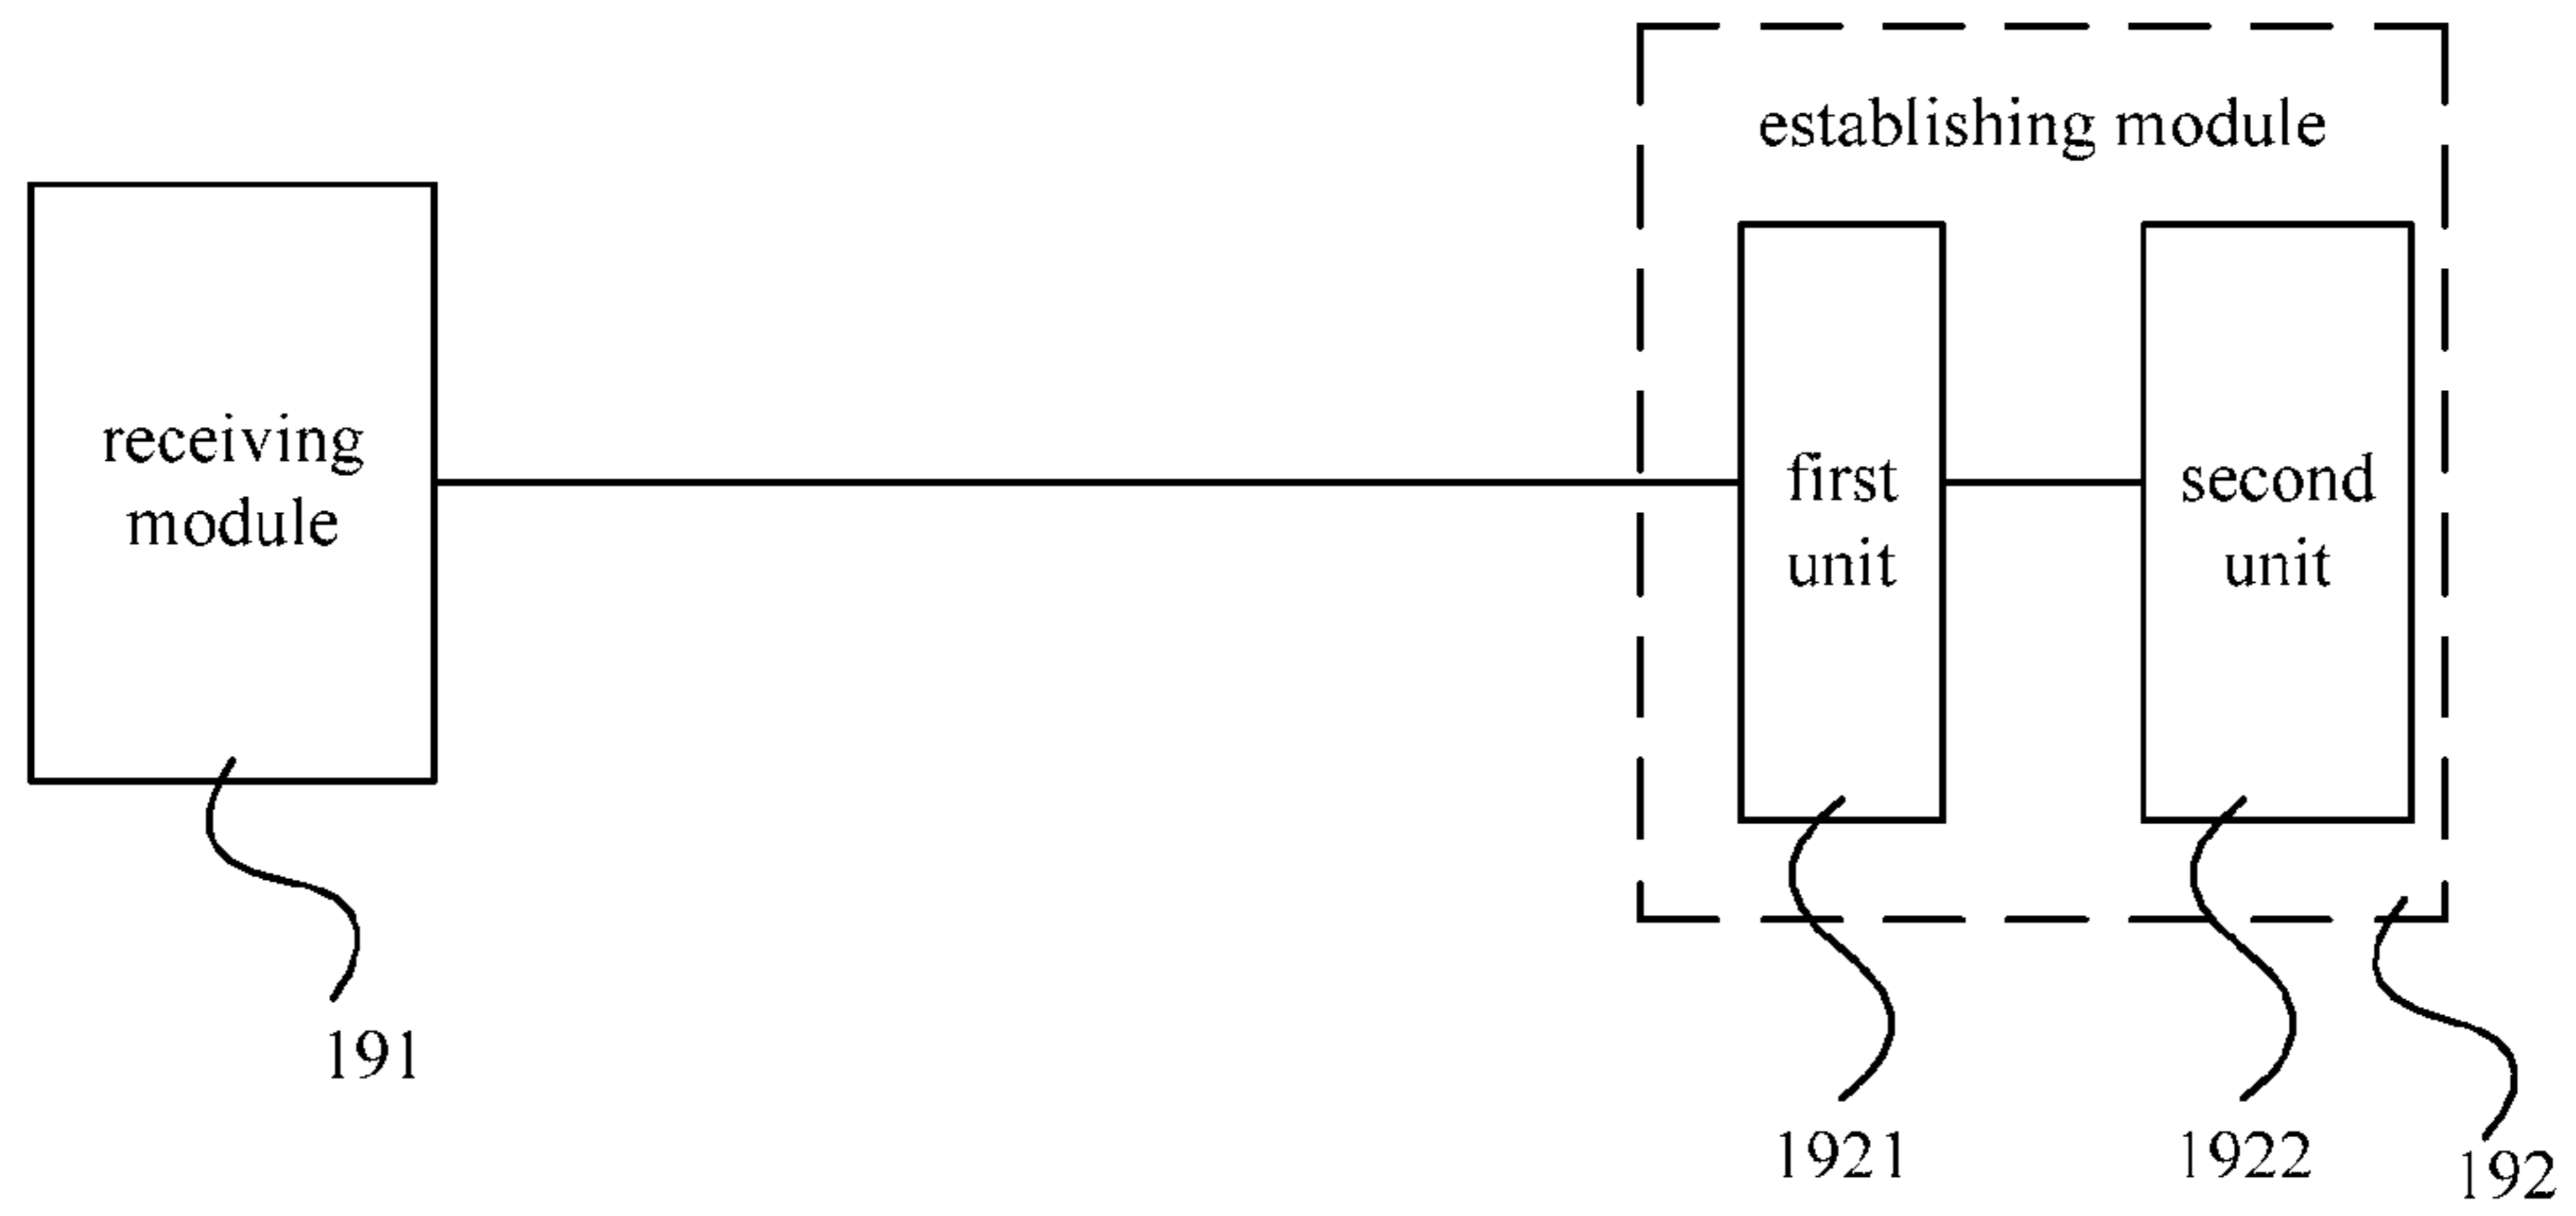 establishing module
receiving
module
first
unit
second
unit
191
1921
1922
192